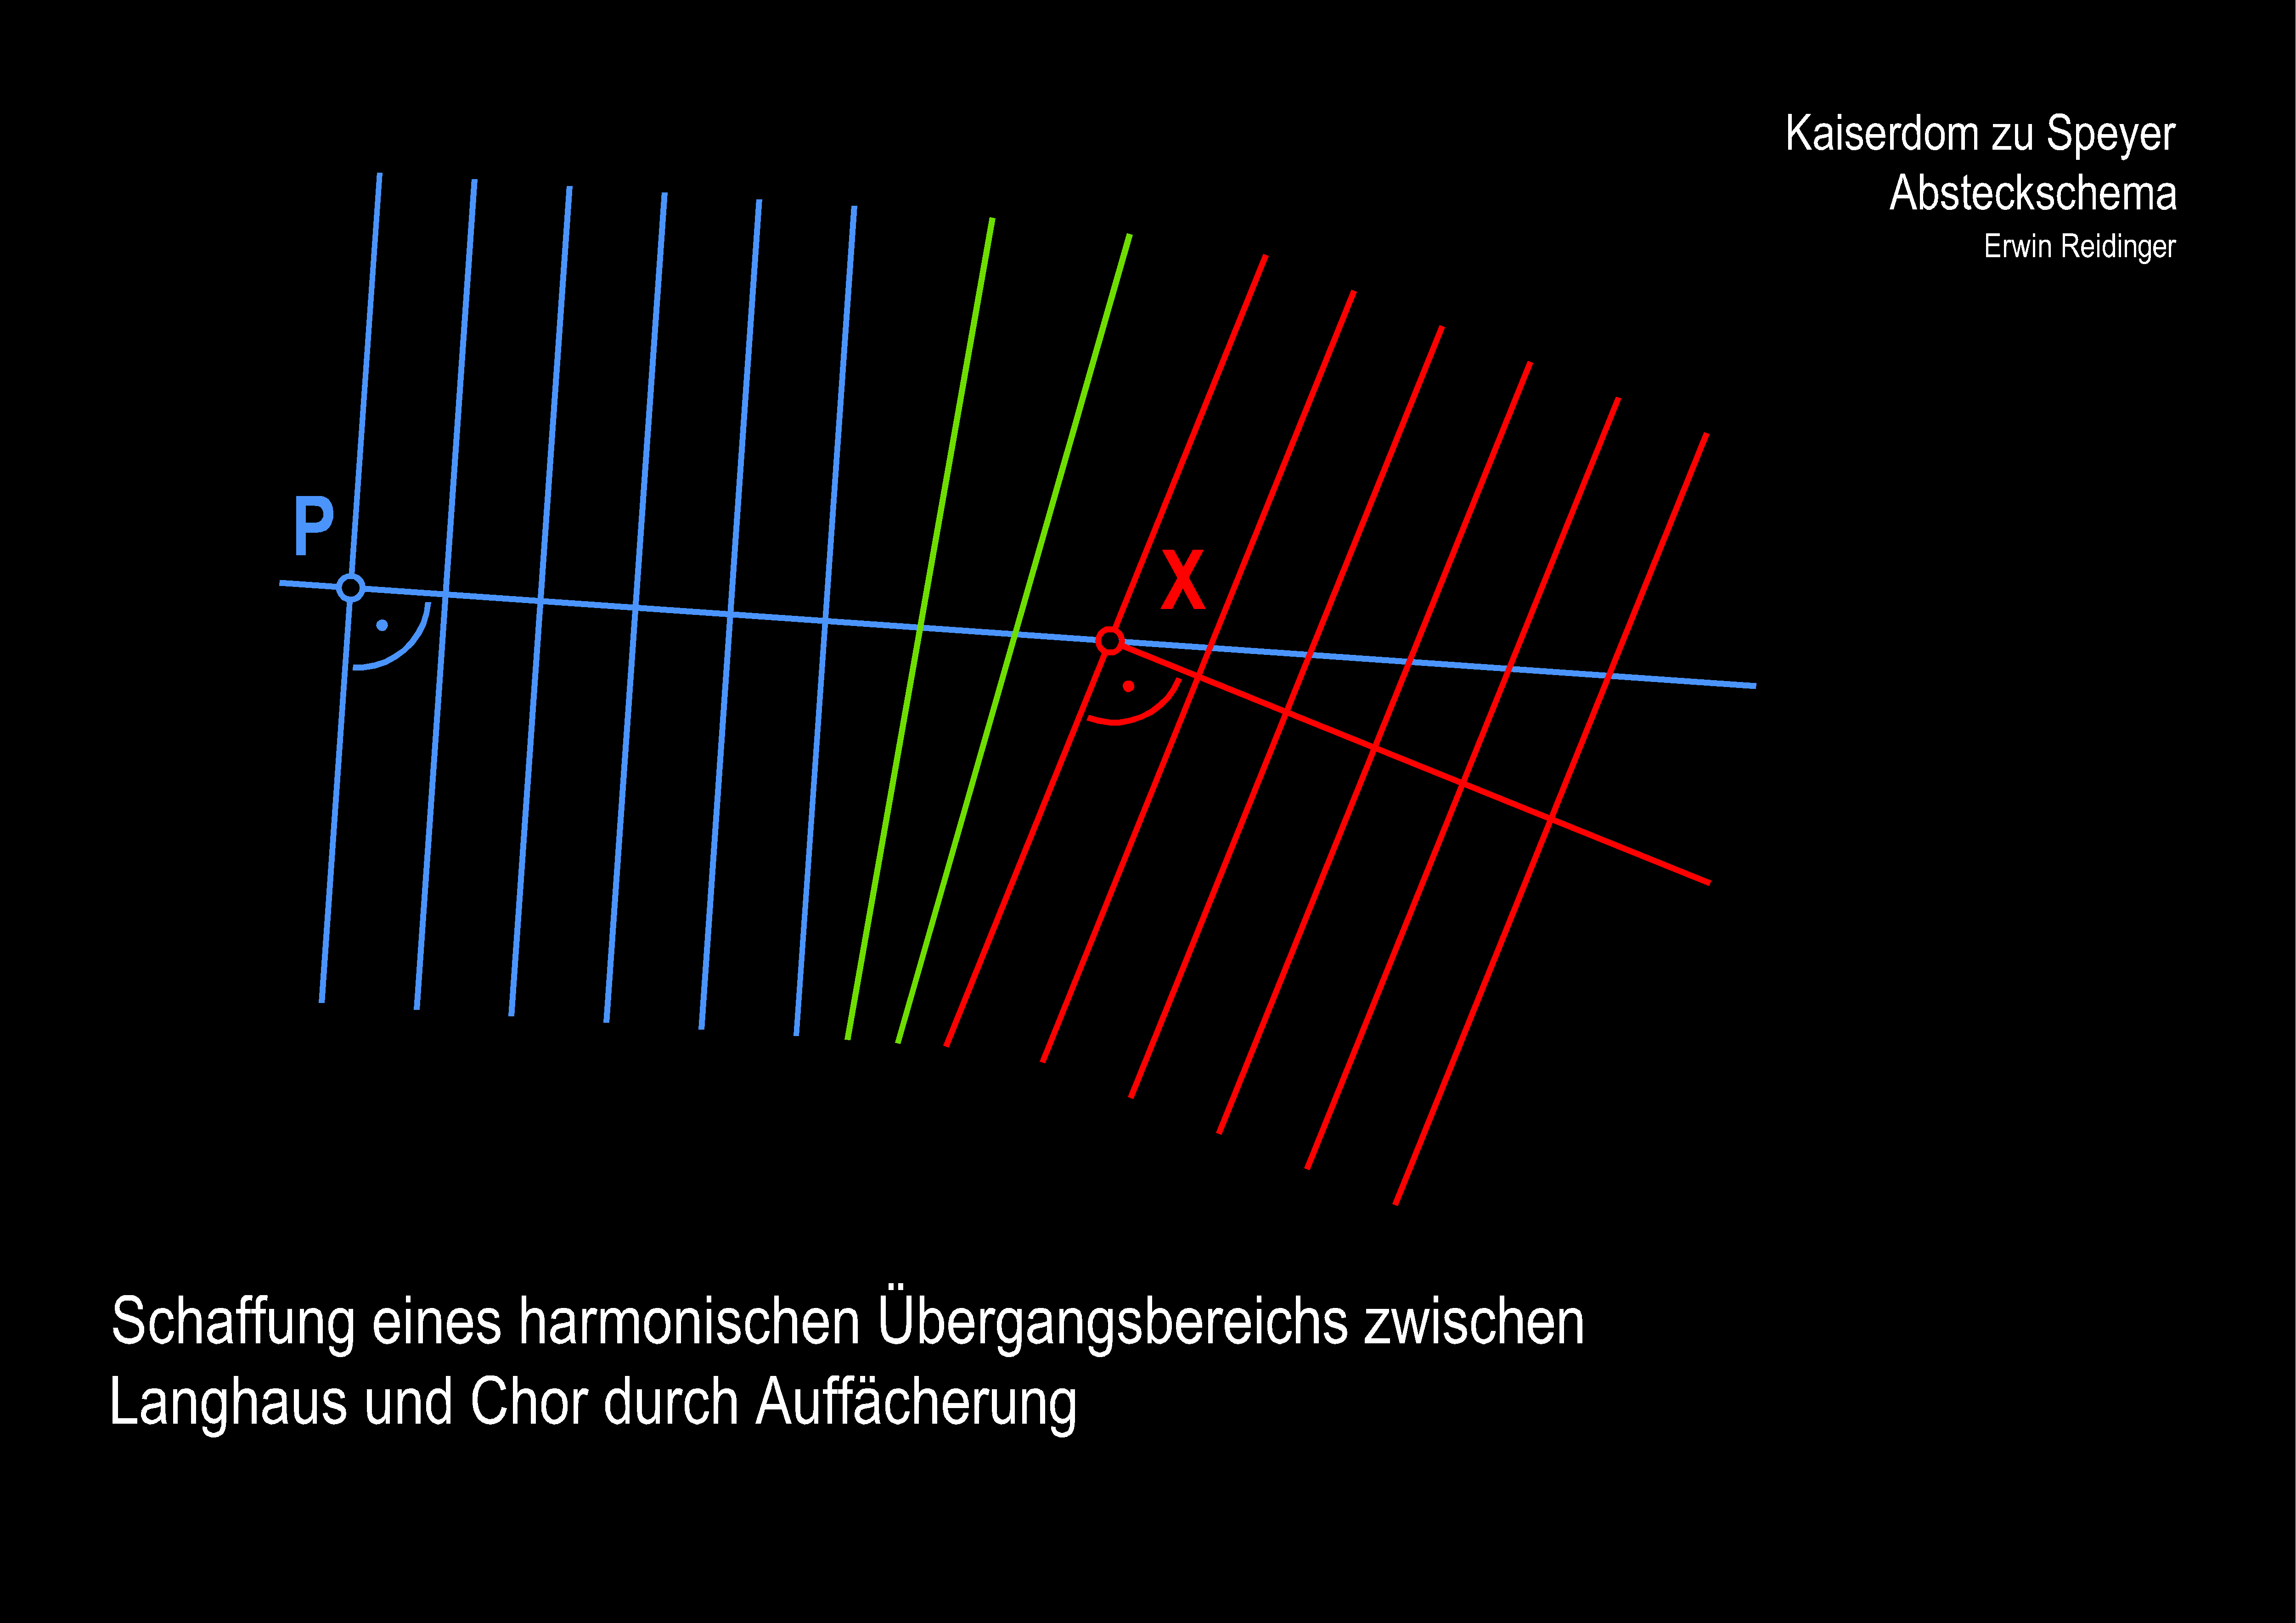 Kaiserdom zu Speyer
Absteckschema
Erwin Reidinger
P
X
Schaffung eines harmonischen Übergangsbereichs zwischen
Langhaus und Chor durch Auffächerung